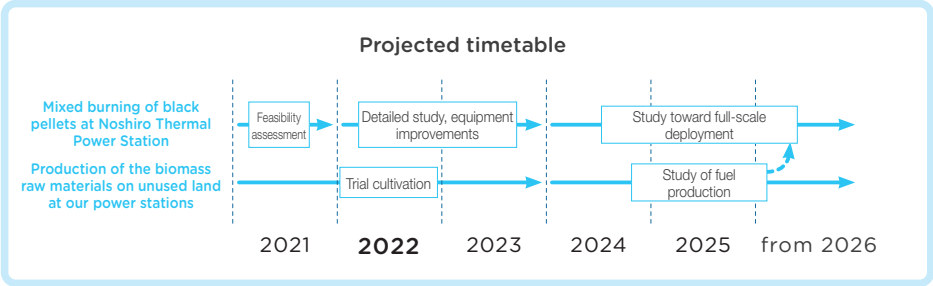 Projected timetable
Mixed burning of black
pellets at Noshiro Thermal
Power Station
Feasibility
assessment
Detailed study, equipment
improvements
Study toward full-scale
deployment
Production of the biomass
raw materials on unused land
at our power stations
Trial cultivation
Study of fuel
production
2021 2022 2023 2024 2025 from 2026